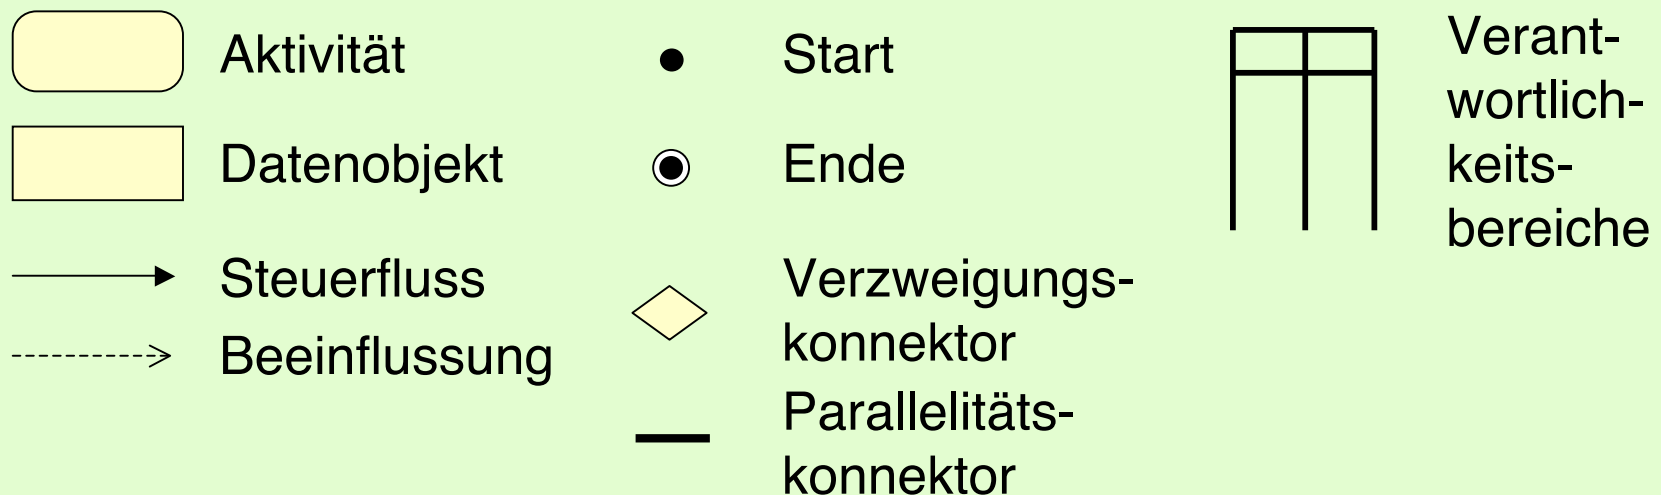 Aktivität
Datenobjekt
Steuerfluss
Beeinflussung
Start
Ende
Verzweigungs-
konnektor
Parallelitäts-
konnektor
Verant-
wortlich-
keits-
bereiche